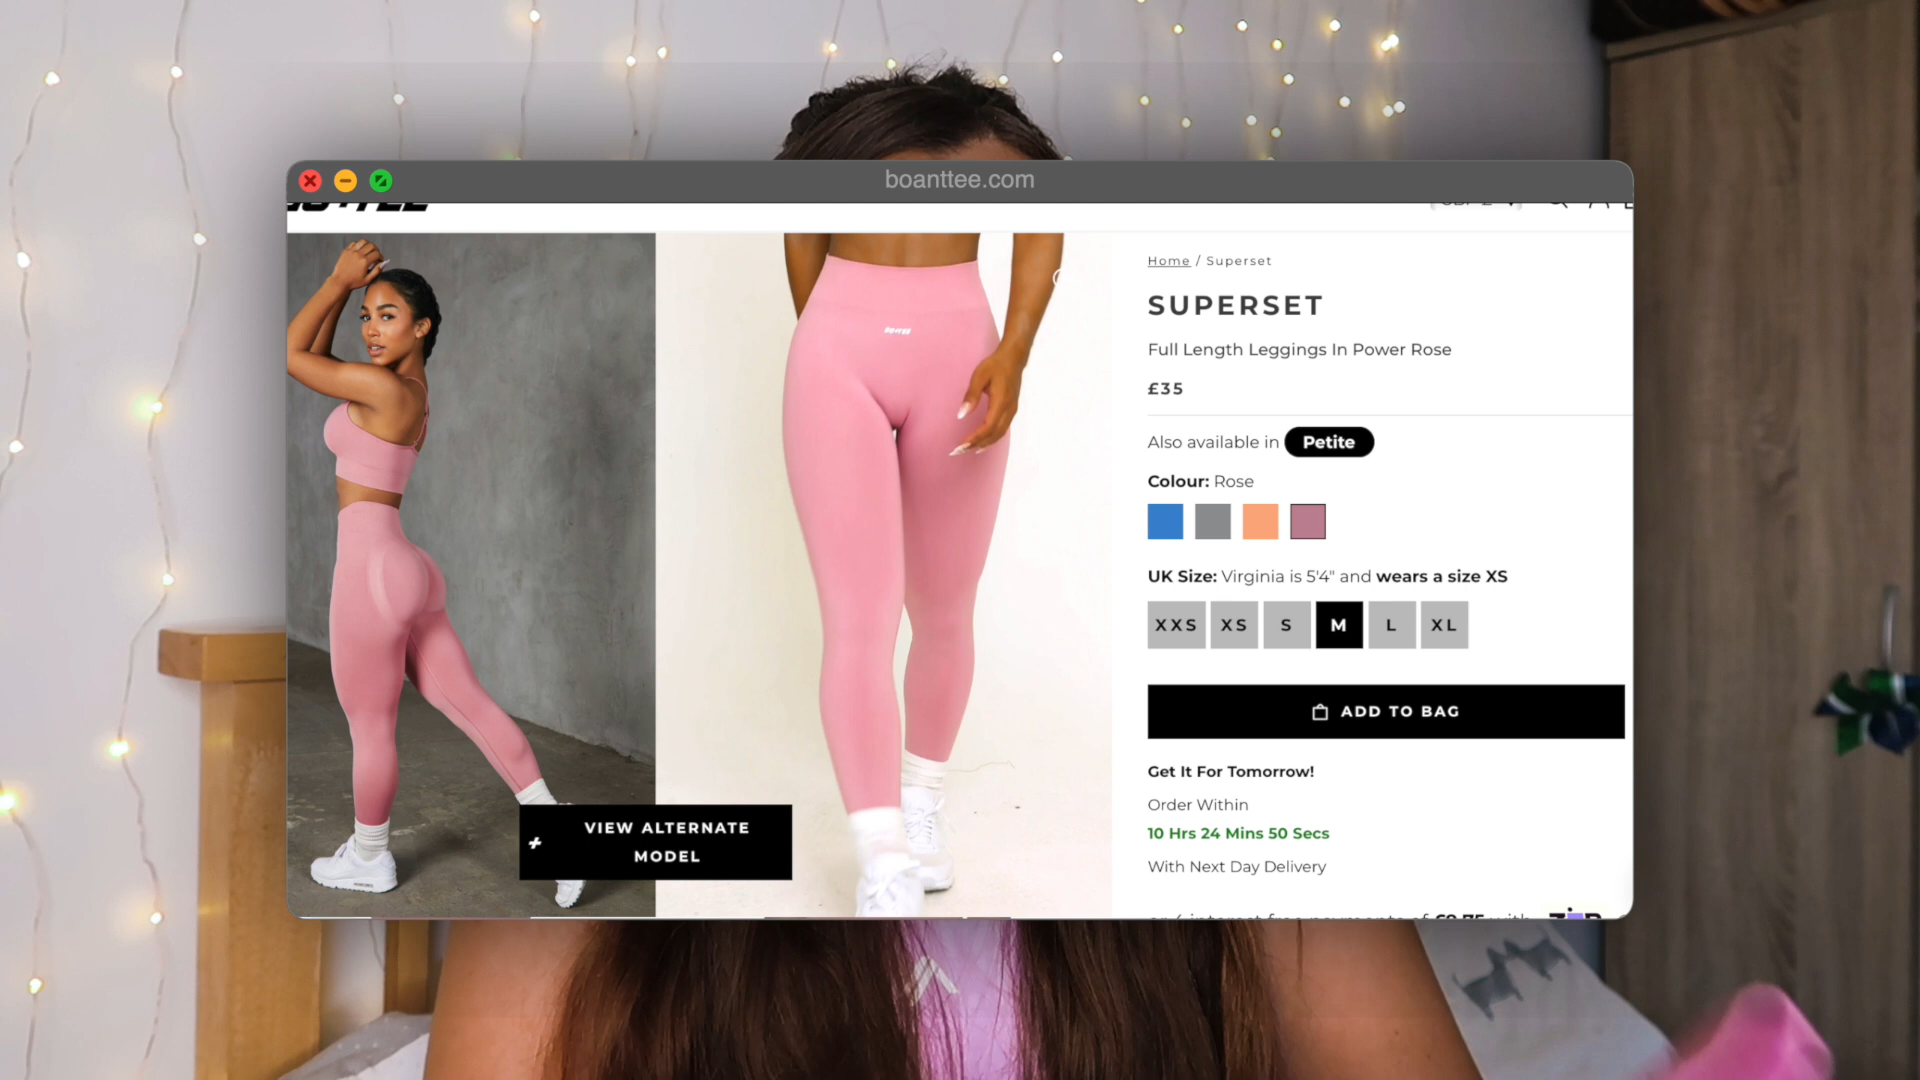 boanttee.com
Home / Superset
SUPERSET
Full Length Leggings In Power Rose
£35
Also available in Petite
Colour: Rose
UK Size: Virginia is 5'4" and wears a size XS
XXS XS S M L XL
ADD TO BAG
Get It For Tomorrow!
Order Within
10 Hrs 24 Mins 50 Secs
With Next Day Delivery
VIEW ALTERNATE
MODEL